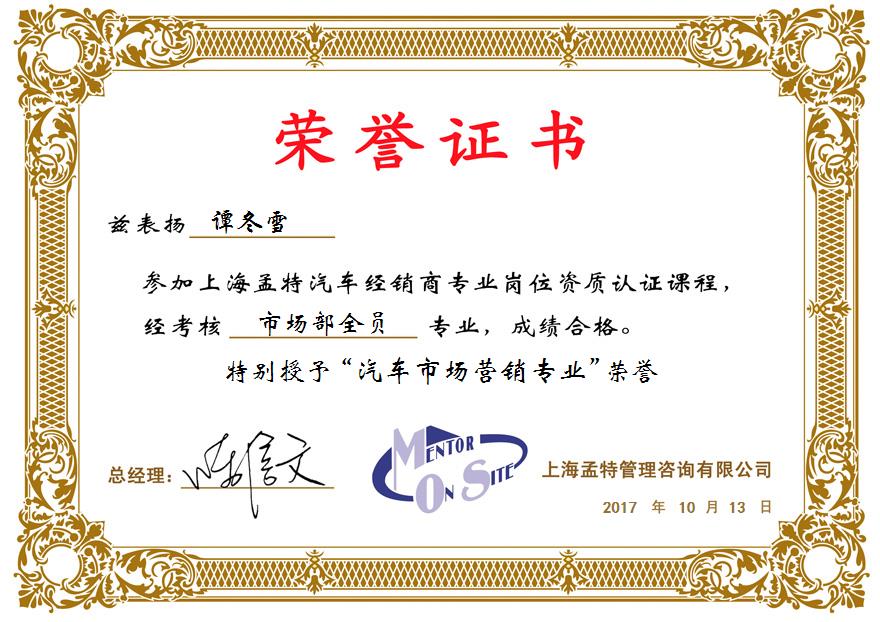 荣誉证书
兹表扬 谭冬雪
参加上海孟特汽车经销商专业岗位资质认证课程，
经考核 市场部全员 专业，成绩合格。
特别授予“汽车市场营销专业”荣誉
总经理：
MENTOR
ON SITE
上海孟特管理咨询有限公司
2017 年 10 月 13 日